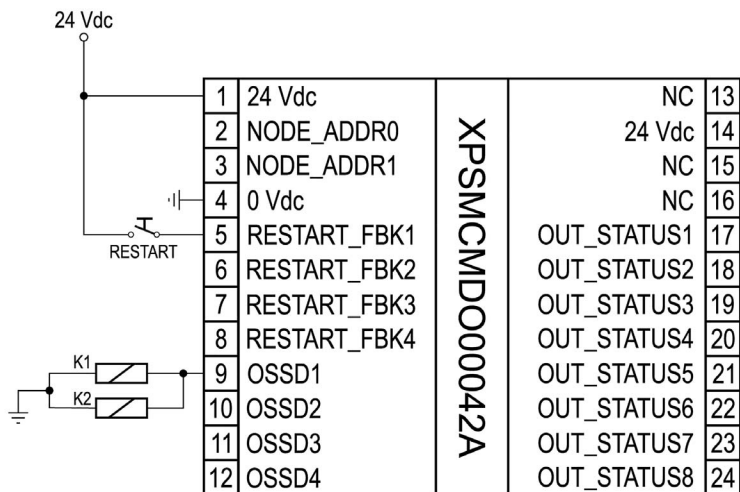 24 Vdc
1 24 Vdc NC 13
2 NODE_ADDR0 24 Vdc 14
3 NODE_ADDR1 NC 15
4 0 Vdc NC 16
5 RESTART_FBK1 OUT_STATUS1 17
RESTART
6 RESTART_FBK2 OUT_STATUS2 18
7 RESTART_FBK3 OUT_STATUS3 19
8 RESTART_FBK4 OUT_STATUS4 20
K1
9 OSSD1 OUT_STATUS5 21
K2
10 OSSD2 OUT_STATUS6 22
11 OSSD3 OUT_STATUS7 23
12 OSSD4 OUT_STATUS8 24
XPSMCMDO00042A